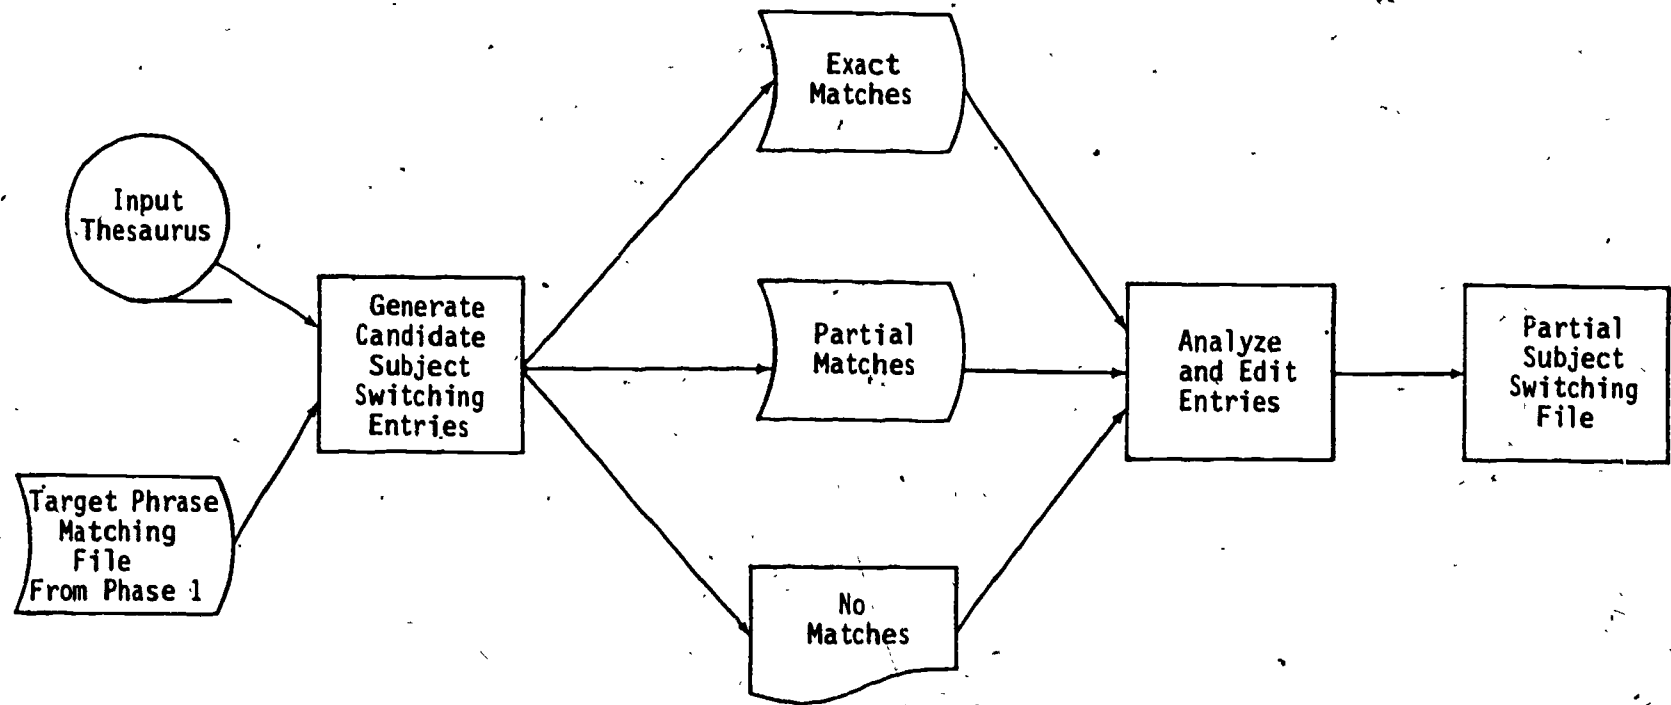 Input
Thesaurus
Target Phrase
Matching
File
From Phase 1
Generate
Candidate
Subject
Switching
Entries
Exact
Matches
Partial
Matches
No
Matches
Analyze
and Edit
Entries
Partial
Subject
Switching
File